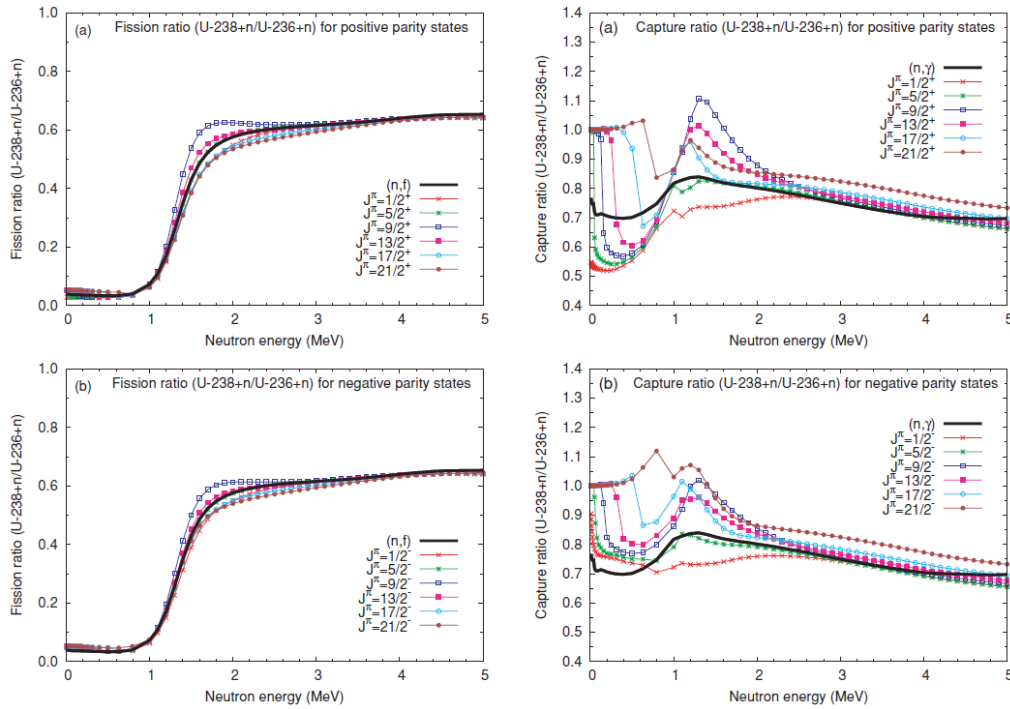 (a) Fission ratio (U-238+n/U-236+n) for positive parity states
Fission ratio (U-238+n/U-236+n)
1.0
0.8
0.6
0.4
0.2
0.0
(n,f)
Jπ=1/2+
Jπ=5/2+
Jπ=9/2+
Jπ=13/2+
Jπ=17/2+
Jπ=21/2+
0 1 2 3 4 5
Neutron energy (MeV)
(a) Capture ratio (U-238+n/U-236+n) for positive parity states
Capture ratio (U-238+n/U-236+n)
1.4
1.3
1.2
1.1
1.0
0.9
0.8
0.7
0.6
0.5
0.4
(n,γ)
Jπ=1/2+
Jπ=5/2+
Jπ=9/2+
Jπ=13/2+
Jπ=17/2+
Jπ=21/2+
0 1 2 3 4 5
Neutron energy (MeV)
(b) Fission ratio (U-238+n/U-236+n) for negative parity states
Fission ratio (U-238+n/U-236+n)
1.0
0.8
0.6
0.4
0.2
0.0
(n,f)
Jπ=1/2-
Jπ=5/2-
Jπ=9/2-
Jπ=13/2-
Jπ=17/2-
Jπ=21/2-
0 1 2 3 4 5
Neutron energy (MeV)
(b) Capture ratio (U-238+n/U-236+n) for negative parity states
Capture ratio (U-238+n/U-236+n)
1.4
1.3
1.2
1.1
1.0
0.9
0.8
0.7
0.6
0.5
0.4
(n,γ)
Jπ=1/2-
Jπ=5/2-
Jπ=9/2-
Jπ=13/2-
Jπ=17/2-
Jπ=21/2-
0 1 2 3 4 5
Neutron energy (MeV)